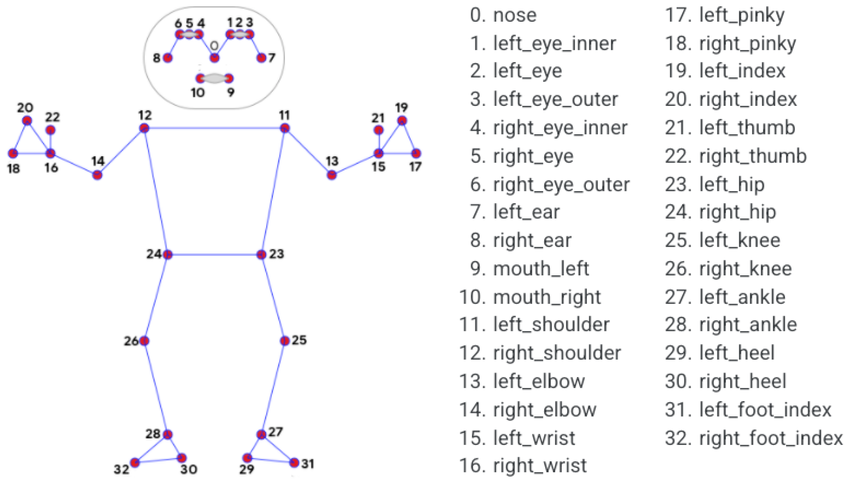 6 5 4 1 2 3
0
8 7
10 9
20 19
22 12 11 21
14 13
18 16 15 17
24 23
26 25
28 27
32 30 29 31
0. nose
1. left_eye_inner
2. left_eye
3. left_eye_outer
4. right_eye_inner
5. right_eye
6. right_eye_outer
7. left_ear
8. right_ear
9. mouth_left
10. mouth_right
11. left_shoulder
12. right_shoulder
13. left_elbow
14. right_elbow
15. left_wrist
16. right_wrist
17. left_pinky
18. right_pinky
19. left_index
20. right_index
21. left_thumb
22. right_thumb
23. left_hip
24. right_hip
25. left_knee
26. right_knee
27. left_ankle
28. right_ankle
29. left_heel
30. right_heel
31. left_foot_index
32. right_foot_index